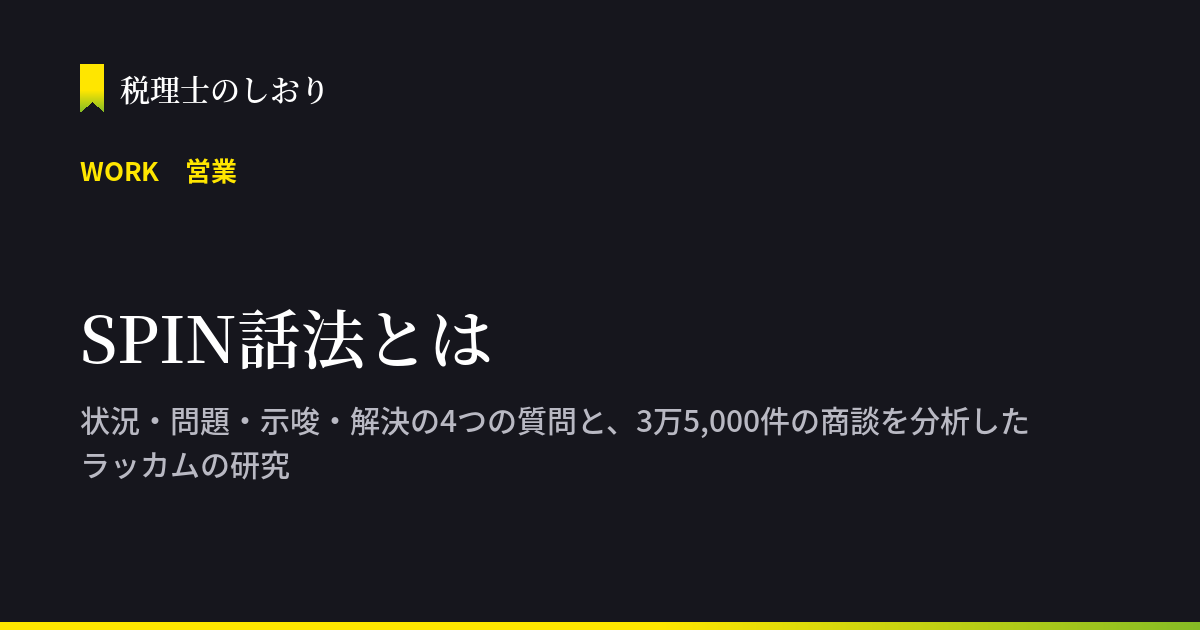 税理士のしおり
WORK 営業
SPIN話法とは
状況・問題・示唆・解決の4つの質問と、3万5,000件の商談を分析した
ラッカムの研究